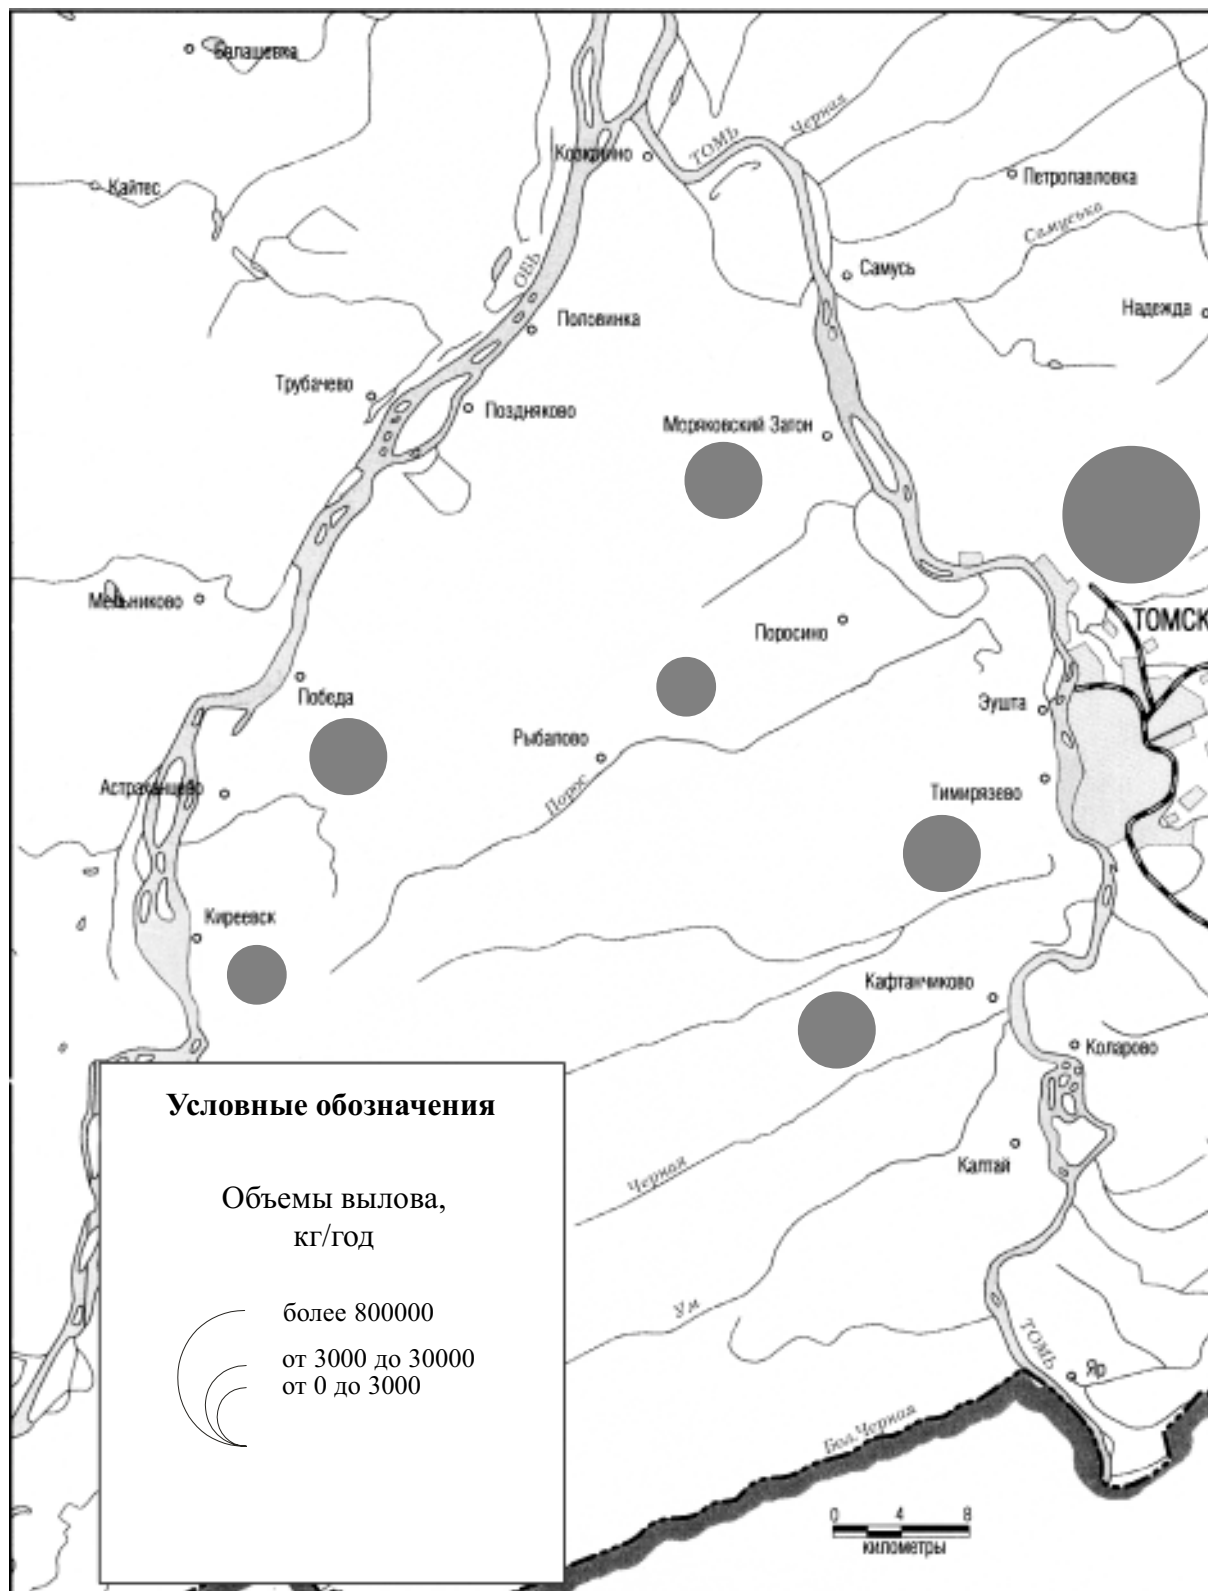 Балашевка
Кайтес
Козюлино
ТОМЬ
Черная
Петропавловка
Самуська
Самусь
Надежда
ОБЬ
Половинка
Трубачево
Поздняково
Моряковский Затон
Мельниково
Поросино
ТОМСК
Победа
Эушта
Рыбалово
Порос
Астраханцево
Тимирязево
Киреевск
Кафтанчиково
Коларово
Условные обозначения
Черная
Калтай
Объемы вылова,
кг/год
Ум
более 800000
от 3000 до 30000
от 0 до 3000
ТОМЬ
Яр
Бол.Черная
0 4 8
километры